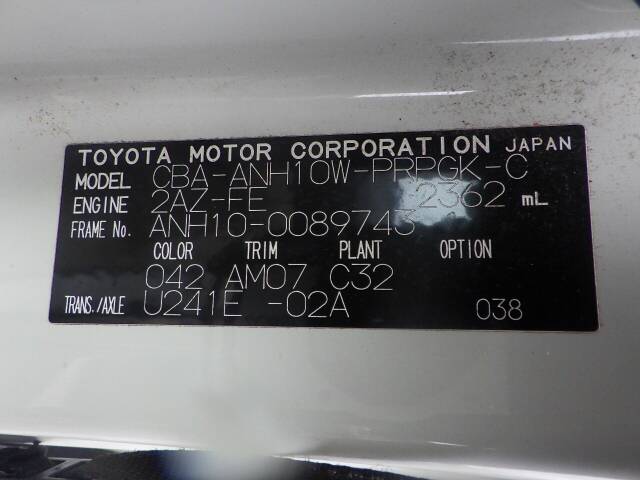 TOYOTA MOTOR CORPORATION JAPAN
MODEL CBA-ANH10W-PRPGK-C
ENGINE 2AZ-FE 2362 mL
FRAME No. ANH10-0089743
COLOR TRIM PLANT OPTION
042 AM07 C32
TRANS./AXLE U241E -02A 038